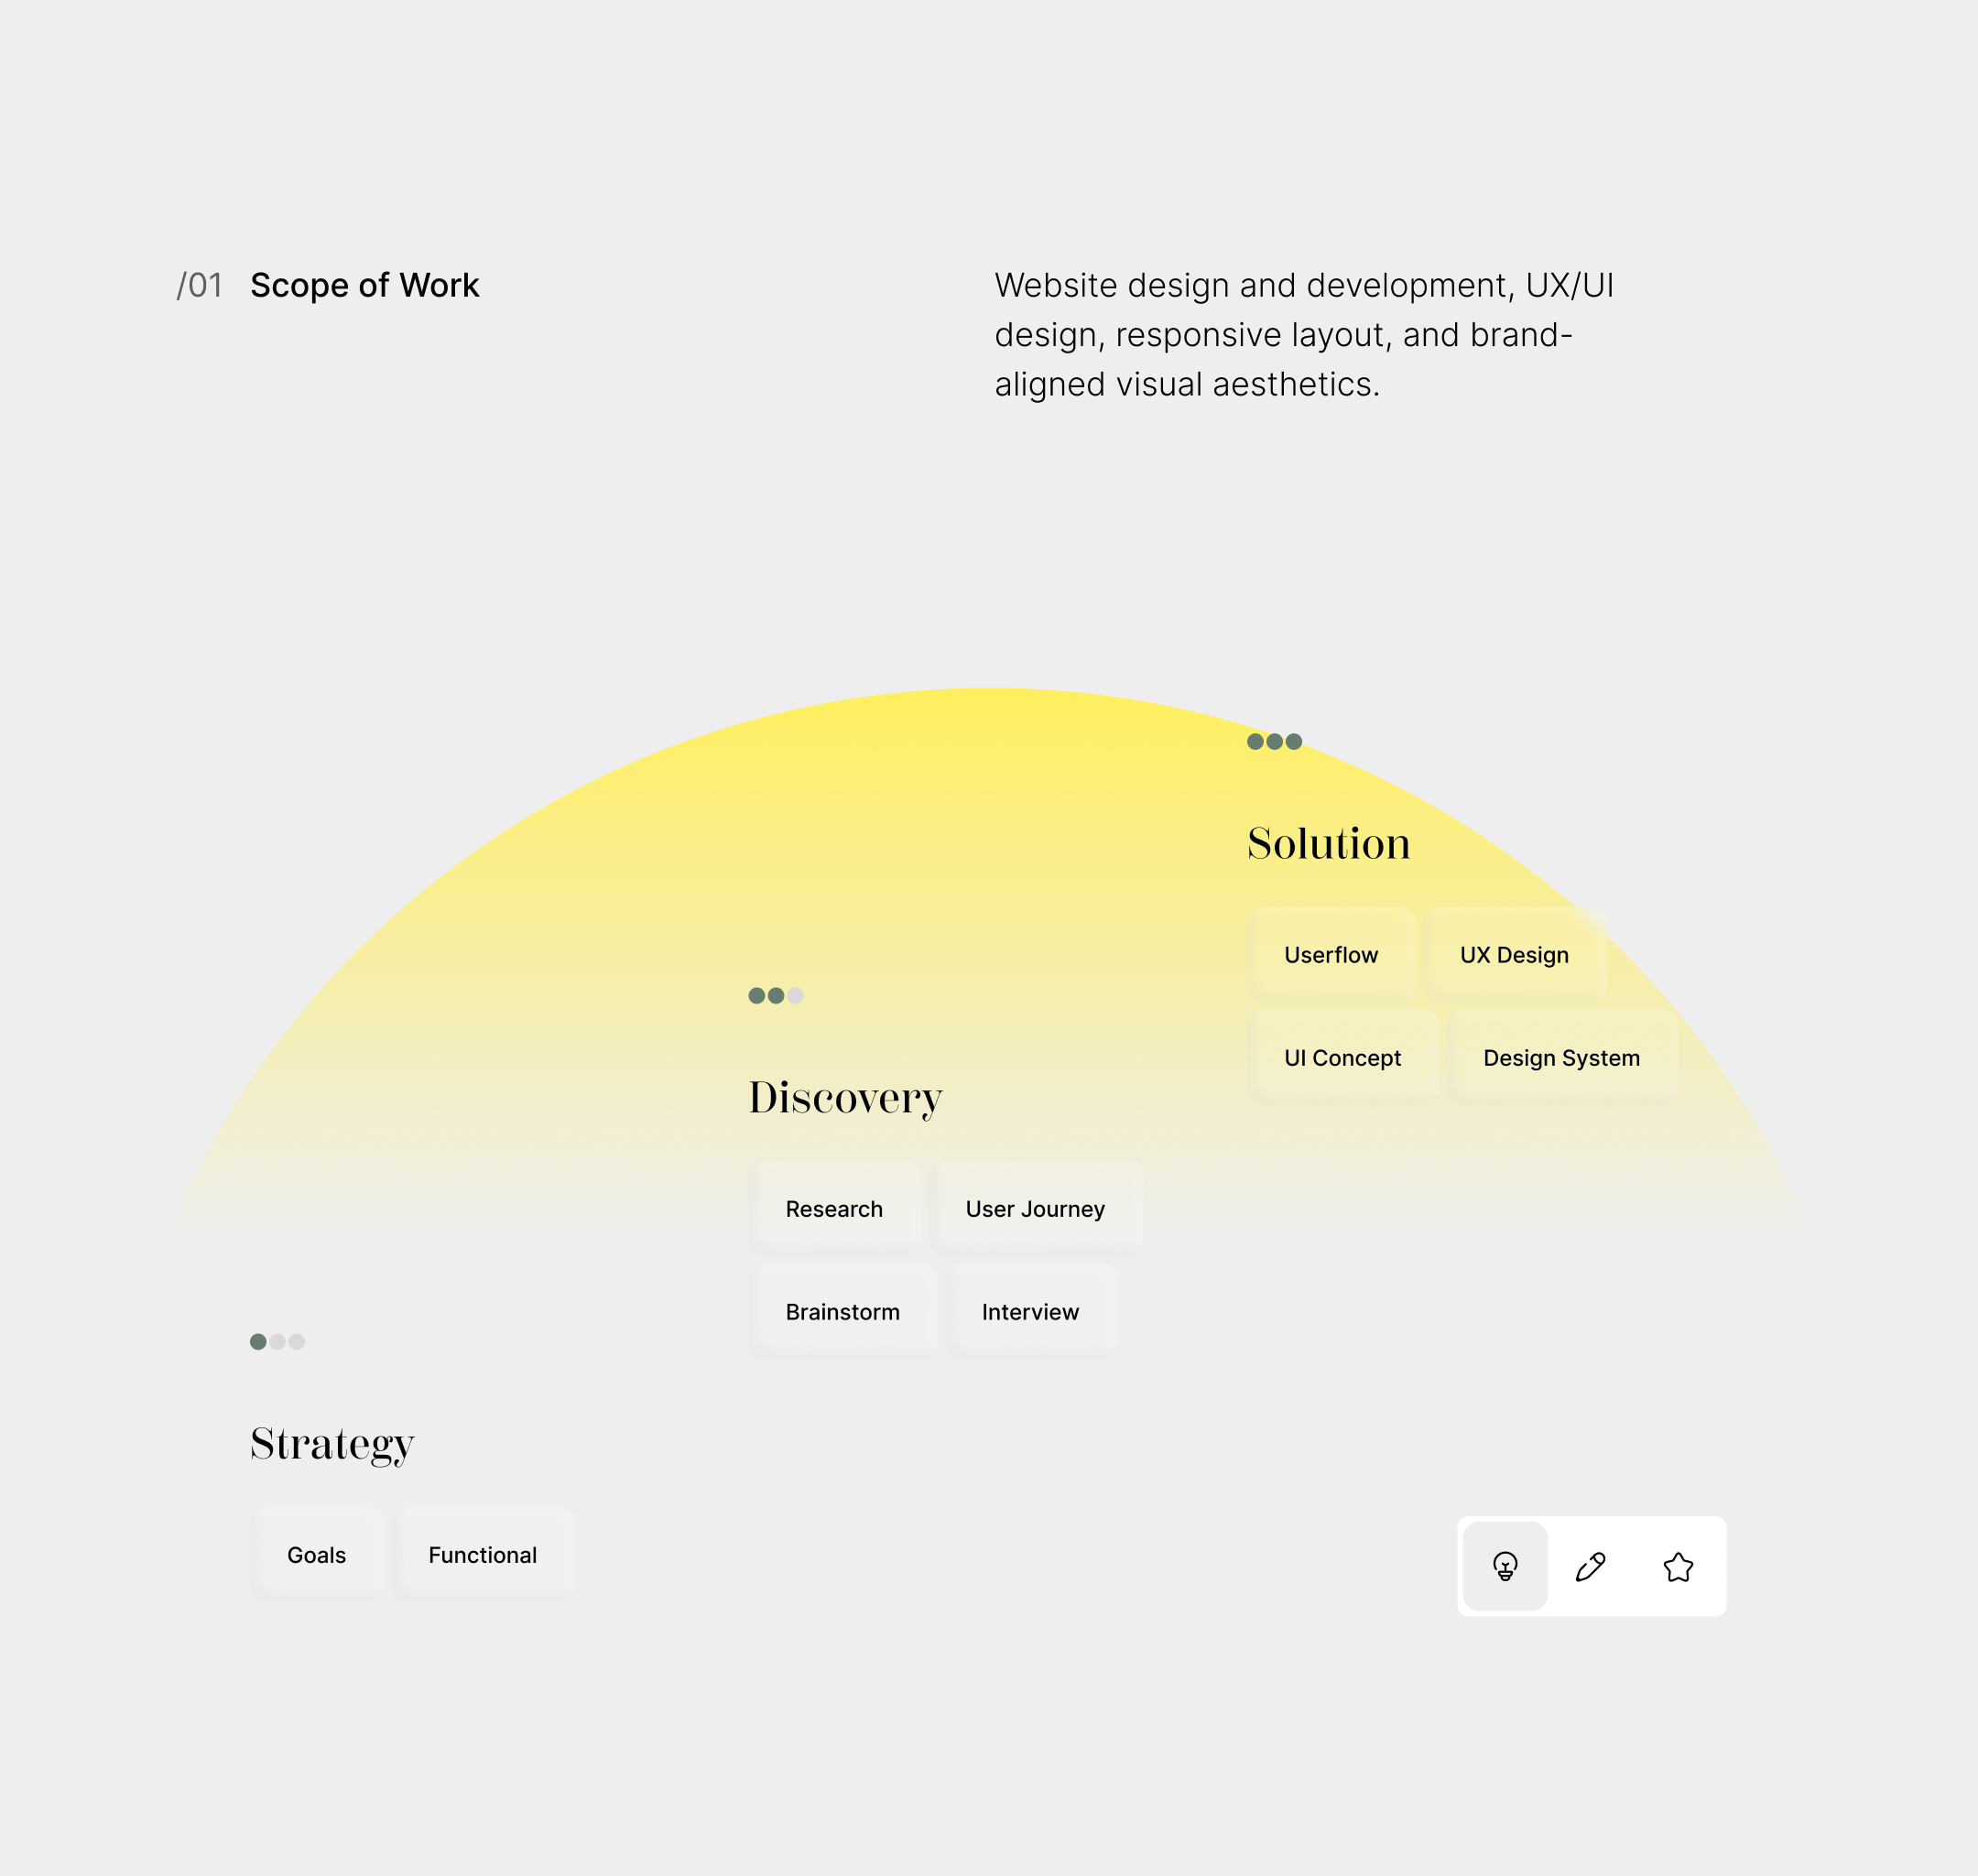 /01 Scope of Work
Website design and development, UX/UI
design, responsive layout, and brand-
aligned visual aesthetics.
Solution
Userflow
UX Design
UI Concept
Design System
Discovery
Research
User Journey
Brainstorm
Interview
Strategy
Goals
Functional